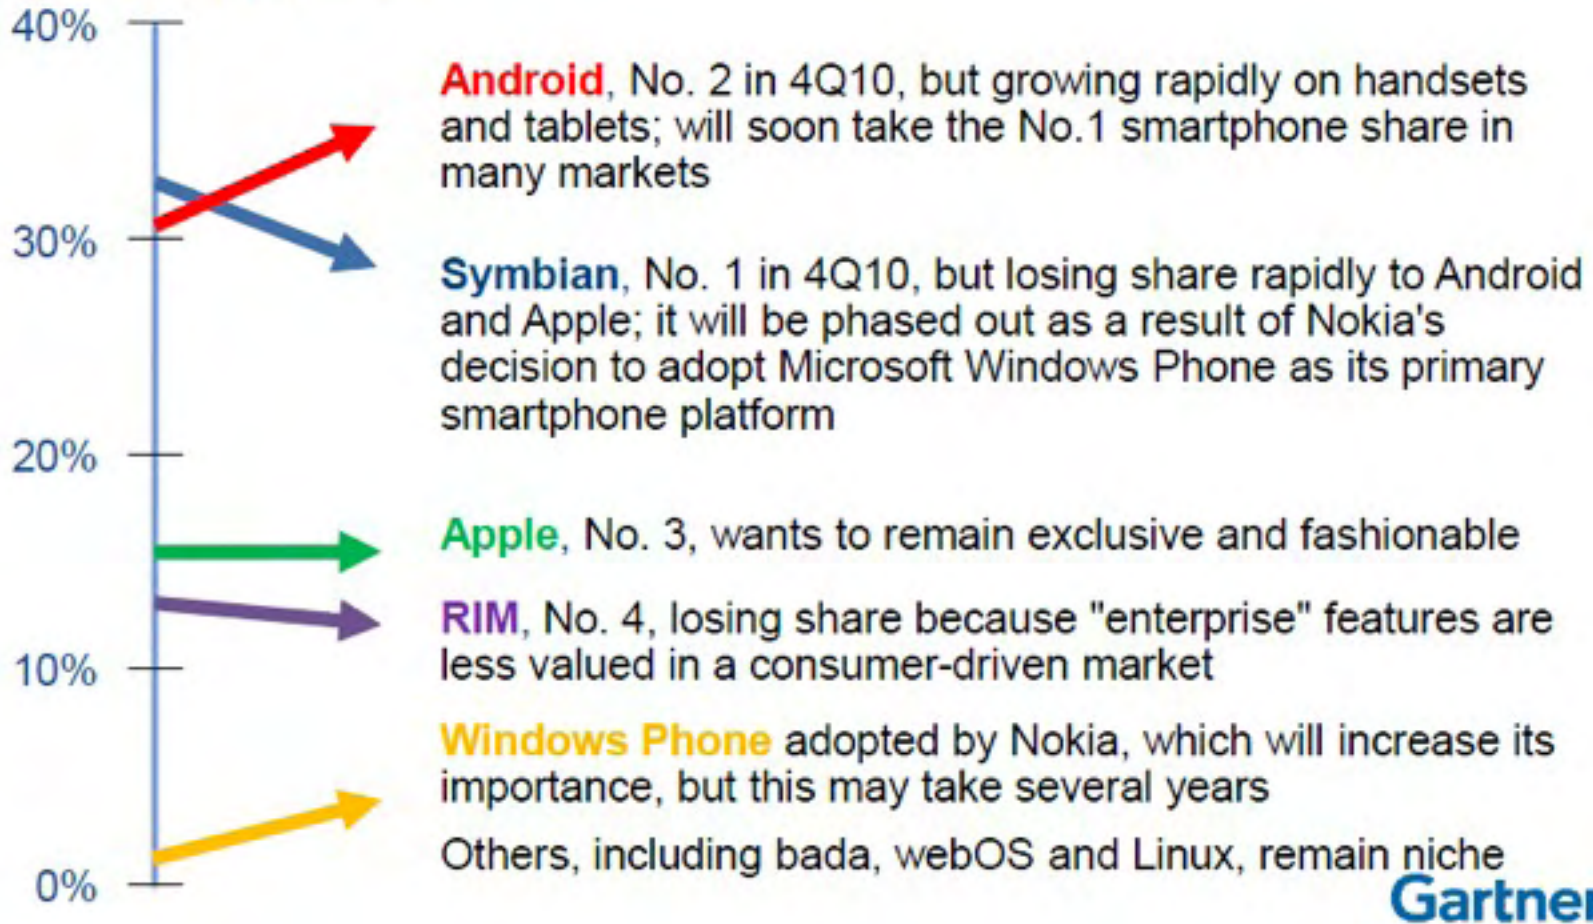 40%
Android, No. 2 in 4Q10, but growing rapidly on handsets
and tablets; will soon take the No.1 smartphone share in
many markets
30%
Symbian, No. 1 in 4Q10, but losing share rapidly to Android
and Apple; it will be phased out as a result of Nokia's
decision to adopt Microsoft Windows Phone as its primary
smartphone platform
20%
Apple, No. 3, wants to remain exclusive and fashionable
RIM, No. 4, losing share because "enterprise" features are
less valued in a consumer-driven market
10%
Windows Phone adopted by Nokia, which will increase its
importance, but this may take several years
Others, including bada, webOS and Linux, remain niche
0%
Gartner